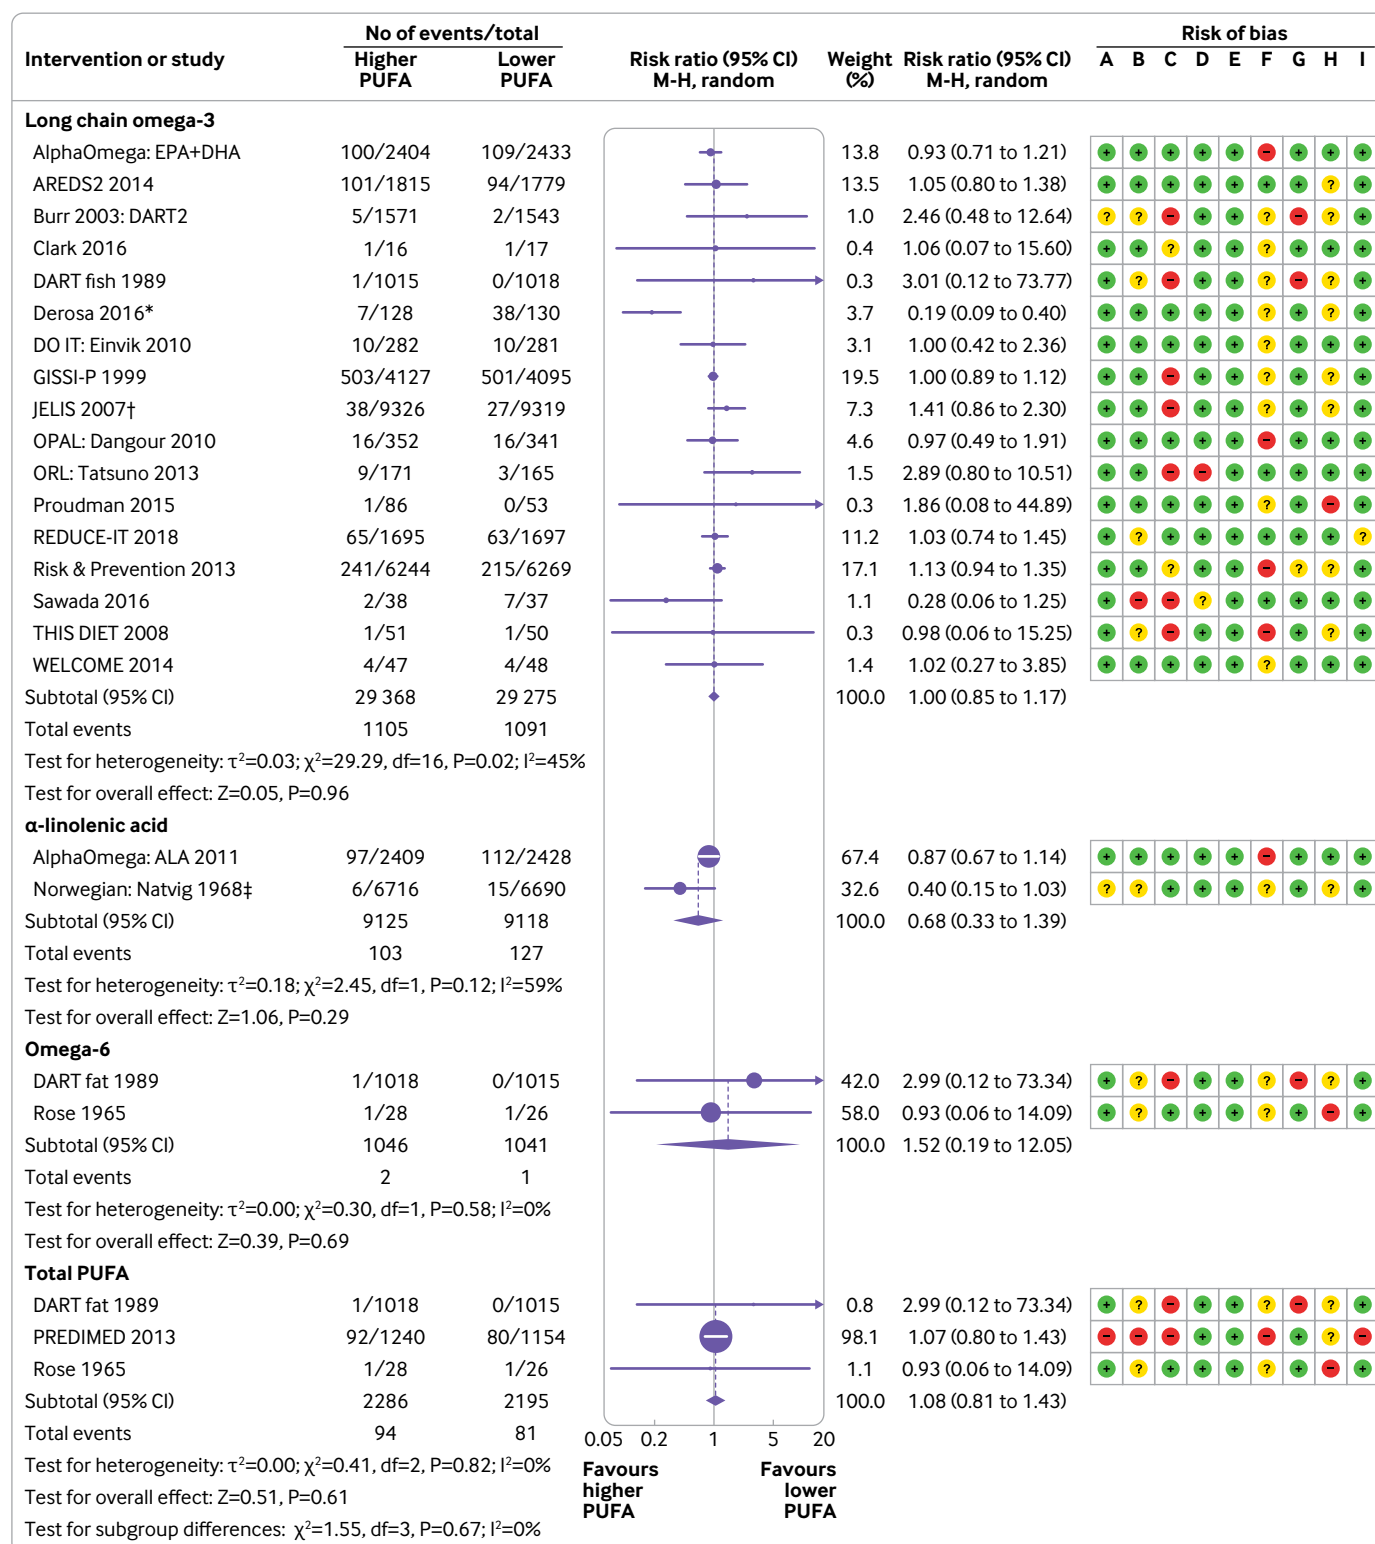 No of events/total Risk of bias
Intervention or study Higher PUFA Lower PUFA Risk ratio (95% CI) M-H, random Weight (%) Risk ratio (95% CI) M-H, random A B C D E F G H I
Long chain omega-3
AlphaOmega: EPA+DHA 100/2404 109/2433 13.8 0.93 (0.71 to 1.21) + + + + + − + + +
AREDS2 2014 101/1815 94/1779 13.5 1.05 (0.80 to 1.38) + + + + + + + ? +
Burr 2003: DART2 5/1571 2/1543 1.0 2.46 (0.48 to 12.64) ? ? − + + ? − ? +
Clark 2016 1/16 1/17 0.4 1.06 (0.07 to 15.60) + + ? + + ? + + +
DART fish 1989 1/1015 0/1018 0.3 3.01 (0.12 to 73.77) + ? − + + ? − ? +
Derosa 2016* 7/128 38/130 3.7 0.19 (0.09 to 0.40) + + + + + ? + ? +
DO IT: Einvik 2010 10/282 10/281 3.1 1.00 (0.42 to 2.36) + + + + + ? + + +
GISSI-P 1999 503/4127 501/4095 19.5 1.00 (0.89 to 1.12) + + − + + ? + ? +
JELIS 2007† 38/9326 27/9319 7.3 1.41 (0.86 to 2.30) + + − + + ? + ? +
OPAL: Dangour 2010 16/352 16/341 4.6 0.97 (0.49 to 1.91) + + + + + − + + +
ORL: Tatsuno 2013 9/171 3/165 1.5 2.89 (0.80 to 10.51) + + − − + + + + +
Proudman 2015 1/86 0/53 0.3 1.86 (0.08 to 44.89) + + + + + ? + − +
REDUCE-IT 2018 65/1695 63/1697 11.2 1.03 (0.74 to 1.45) + ? + + + + + + ?
Risk & Prevention 2013 241/6244 215/6269 17.1 1.13 (0.94 to 1.35) + + ? + + − ? ? +
Sawada 2016 2/38 7/37 1.1 0.28 (0.06 to 1.25) + − − ? + + + + +
THIS DIET 2008 1/51 1/50 0.3 0.98 (0.06 to 15.25) + ? − + + − + ? +
WELCOME 2014 4/47 4/48 1.4 1.02 (0.27 to 3.85) + + + + + ? + + +
Subtotal (95% CI) 29 368 29 275 100.0 1.00 (0.85 to 1.17)
Total events 1105 1091
Test for heterogeneity: τ²=0.03; χ²=29.29, df=16, P=0.02; I²=45%
Test for overall effect: Z=0.05, P=0.96
α-linolenic acid
AlphaOmega: ALA 2011 97/2409 112/2428 67.4 0.87 (0.67 to 1.14) + + + + + − + + +
Norwegian: Natvig 1968‡ 6/6716 15/6690 32.6 0.40 (0.15 to 1.03) ? ? + + + ? + ? +
Subtotal (95% CI) 9125 9118 100.0 0.68 (0.33 to 1.39)
Total events 103 127
Test for heterogeneity: τ²=0.18; χ²=2.45, df=1, P=0.12; I²=59%
Test for overall effect: Z=1.06, P=0.29
Omega-6
DART fat 1989 1/1018 0/1015 42.0 2.99 (0.12 to 73.34) + ? − + + ? − ? +
Rose 1965 1/28 1/26 58.0 0.93 (0.06 to 14.09) + ? + + + ? + − +
Subtotal (95% CI) 1046 1041 100.0 1.52 (0.19 to 12.05)
Total events 2 1
Test for heterogeneity: τ²=0.00; χ²=0.30, df=1, P=0.58; I²=0%
Test for overall effect: Z=0.39, P=0.69
Total PUFA
DART fat 1989 1/1018 0/1015 0.8 2.99 (0.12 to 73.34) + ? − + + ? − ? +
PREDIMED 2013 92/1240 80/1154 98.1 1.07 (0.80 to 1.43) − − − + + − + ? −
Rose 1965 1/28 1/26 1.1 0.93 (0.06 to 14.09) + ? + + + ? + − +
Subtotal (95% CI) 2286 2195 100.0 1.08 (0.81 to 1.43)
Total events 94 81
0.05 0.2 1 5 20
Test for heterogeneity: τ²=0.00; χ²=0.41, df=2, P=0.82; I²=0%
Favours higher PUFA Favours lower PUFA
Test for overall effect: Z=0.51, P=0.61
Test for subgroup differences: χ²=1.55, df=3, P=0.67; I²=0%